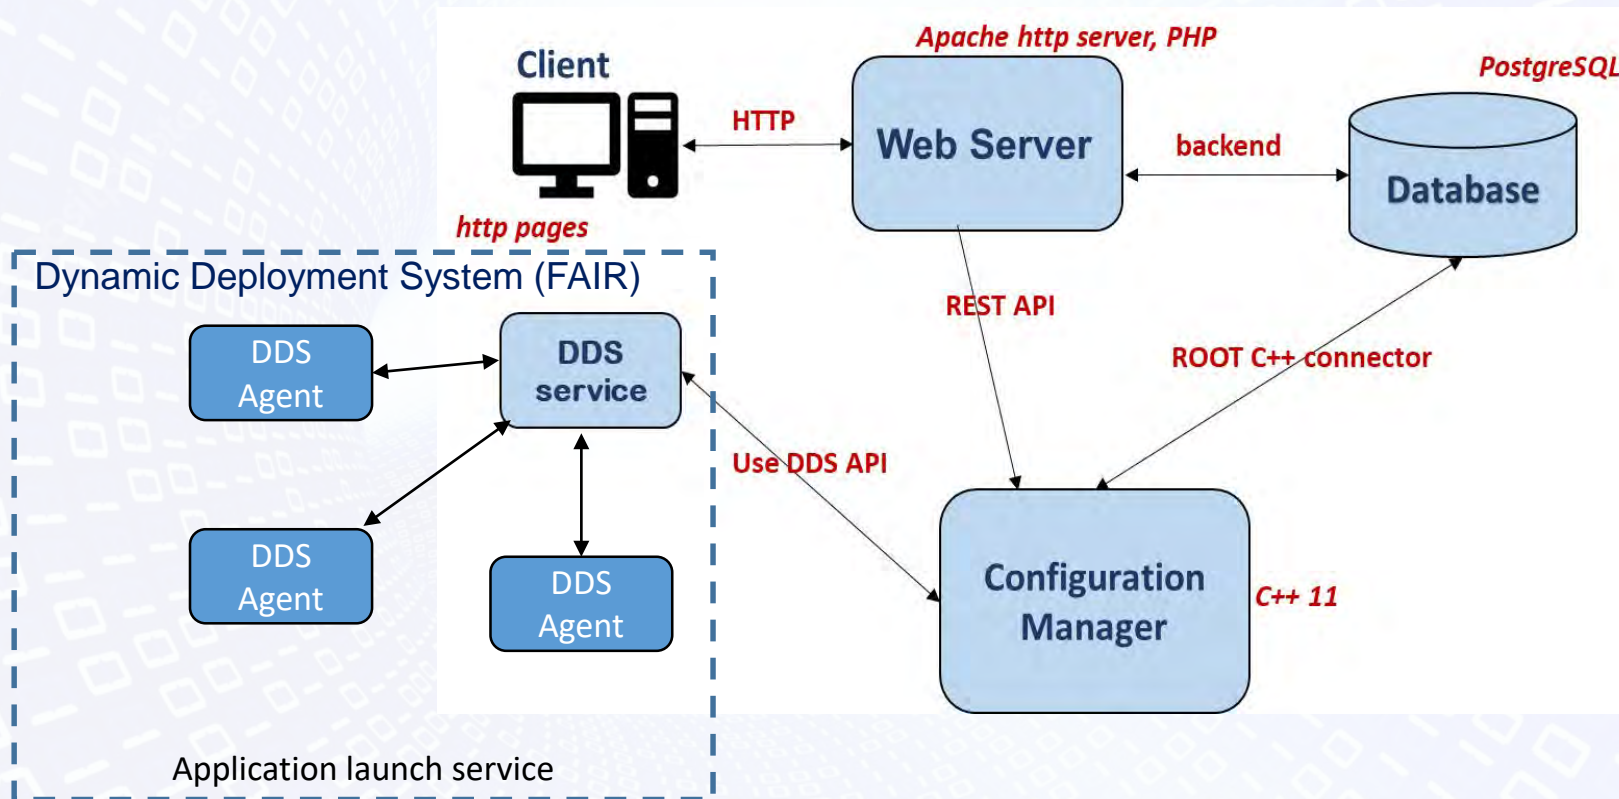 Apache http server, PHP
Client
PostgreSQL
HTTP
Web Server
backend
Database
http pages
Dynamic Deployment System (FAIR)
REST API
DDS
Agent
DDS
service
ROOT C++ connector
Use DDS API
DDS
Agent
DDS
Agent
Configuration
Manager
C++ 11
Application launch service